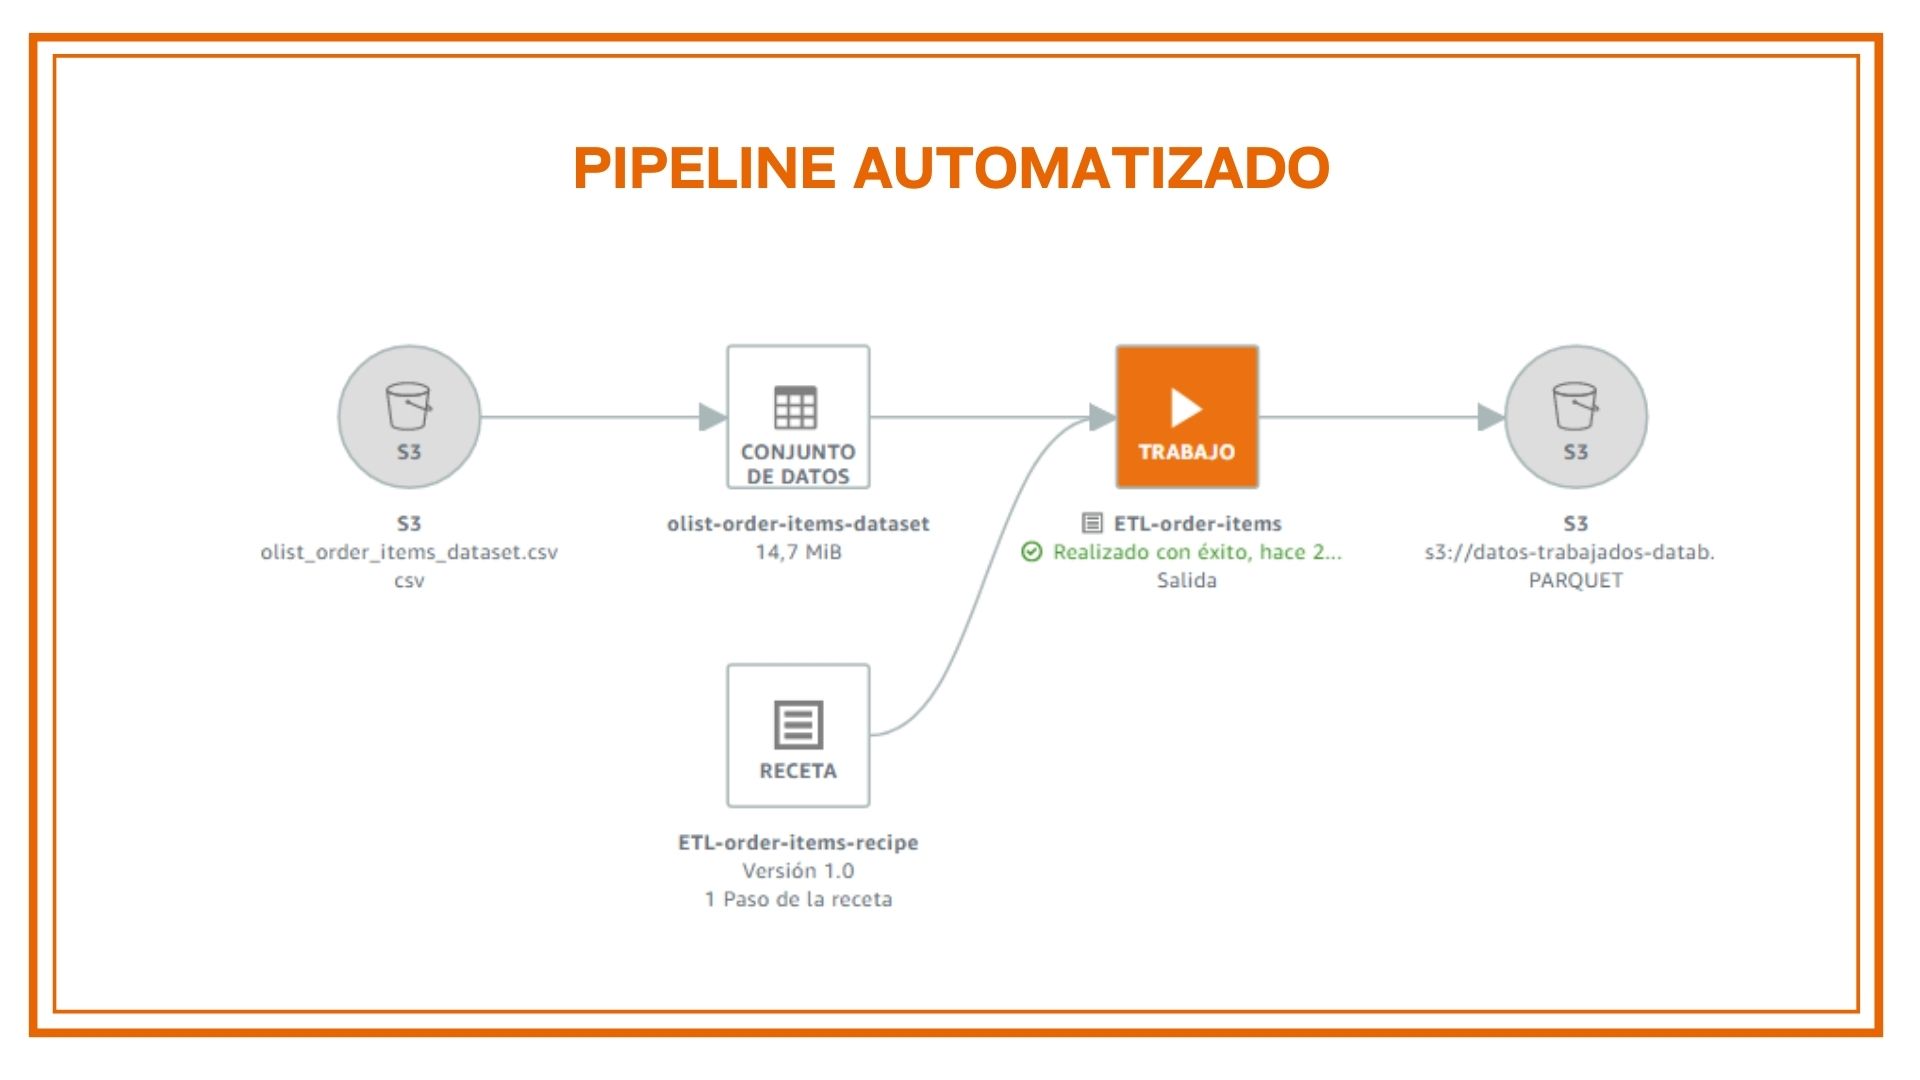 PIPELINE AUTOMATIZADO
S3
CONJUNTO
DE DATOS
TRABAJO
S3
S3
olist_order_items_dataset.csv
csv
olist-order-items-dataset
14,7 MiB
ETL-order-items
Realizado con éxito, hace 2...
Salida
S3
s3://datos-trabajados-datab.
PARQUET
RECETA
ETL-order-items-recipe
Versión 1.0
1 Paso de la receta